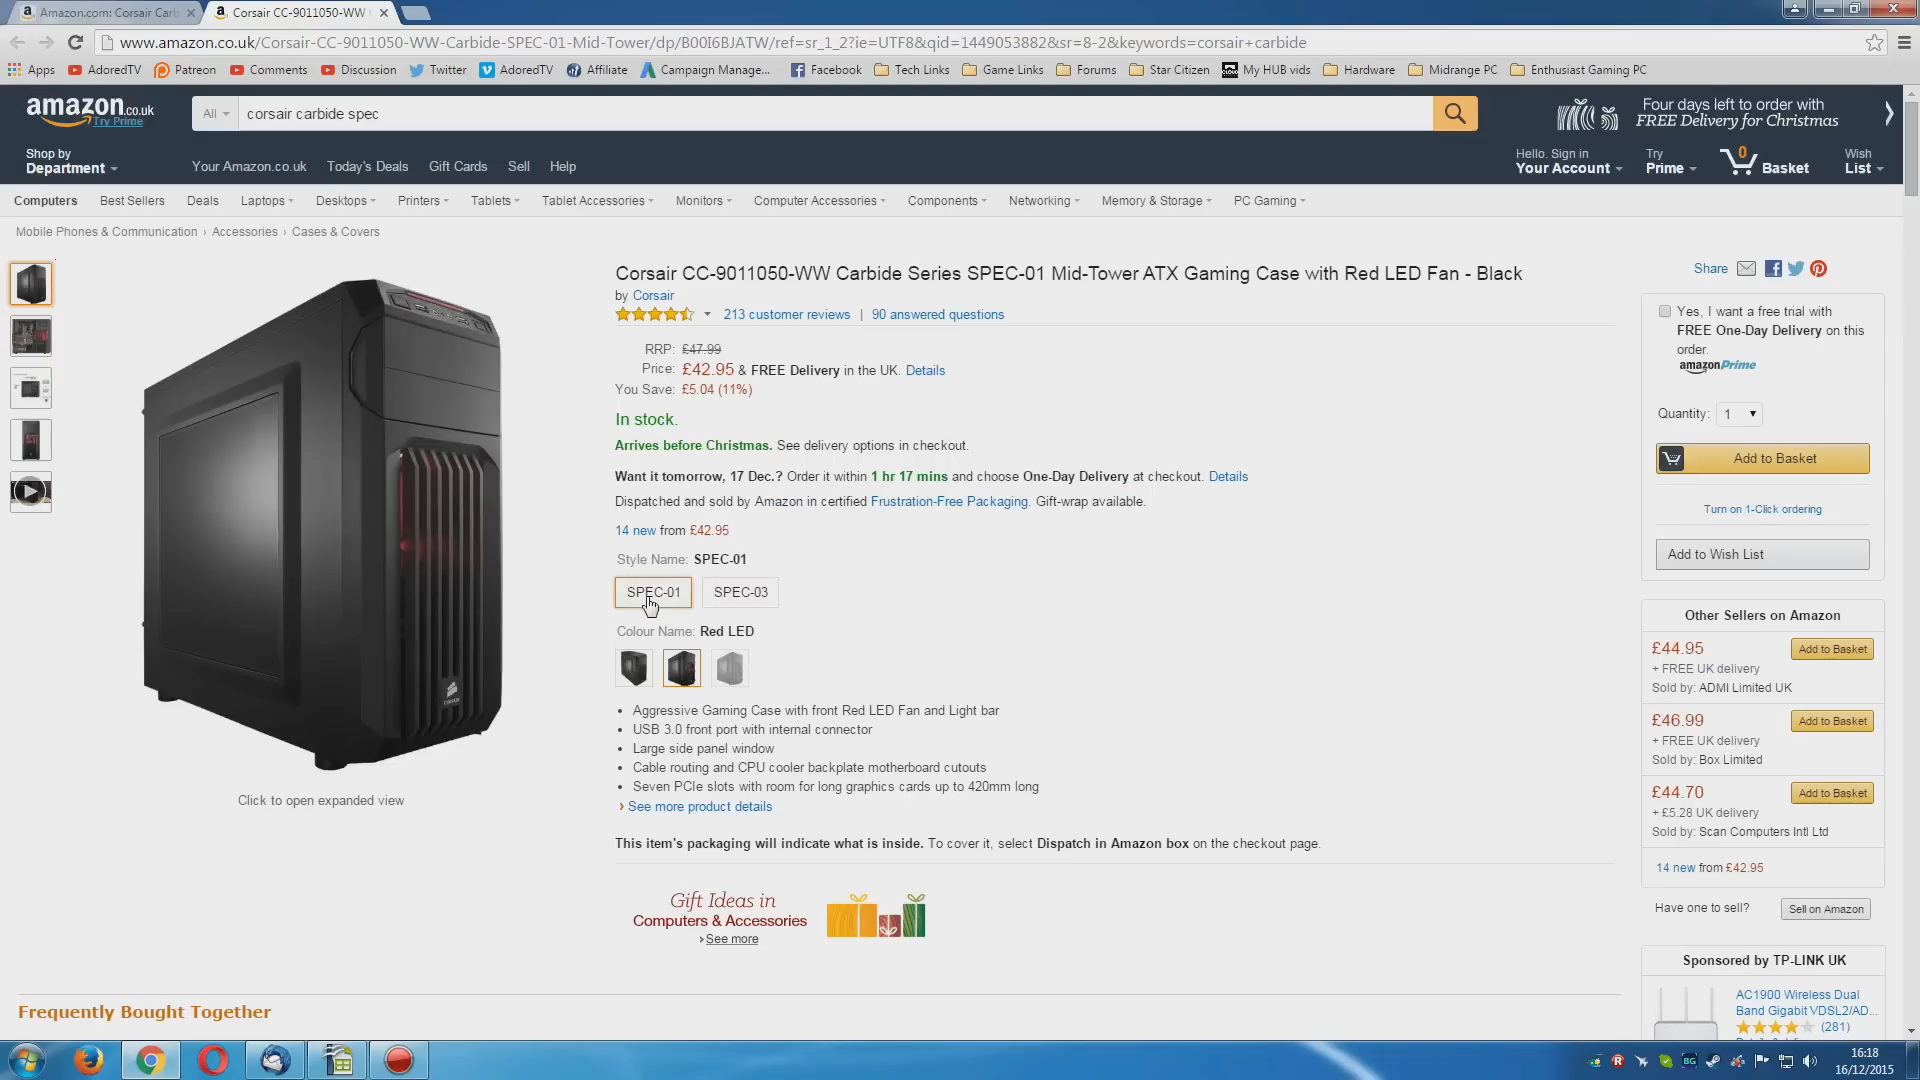 Amazon.com: Corsair Carb
Corsair CC-9011050-WW
www.amazon.co.uk/Corsair-CC-9011050-WW-Carbide-SPEC-01-Mid-Tower/dp/B00I6BJATW/ref=sr_1_2?ie=UTF8&qid=1449053882&sr=8-2&keywords=corsair+carbide
Apps AdoredTV Patreon Comments Discussion Twitter AdoredTV Affiliate Campaign Manage... Facebook Tech Links Game Links Forums Star Citizen My HUB vids Hardware Midrange PC Enthusiast Gaming PC
amazon.co.uk
Try Prime
All
corsair carbide spec
Four days left to order with
FREE Delivery for Christmas
Shop by
Department
Your Amazon.co.uk Today's Deals Gift Cards Sell Help
Hello. Sign in
Your Account
Try
Prime
0
Basket
Wish
List
Computers Best Sellers Deals Laptops Desktops Printers Tablets Tablet Accessories Monitors Computer Accessories Components Networking Memory & Storage PC Gaming
Mobile Phones & Communication › Accessories › Cases & Covers
Click to open expanded view
Corsair CC-9011050-WW Carbide Series SPEC-01 Mid-Tower ATX Gaming Case with Red LED Fan - Black
by Corsair
213 customer reviews | 90 answered questions
RRP: £47.99
Price: £42.95 & FREE Delivery in the UK. Details
You Save: £5.04 (11%)
In stock.
Arrives before Christmas. See delivery options in checkout.
Want it tomorrow, 17 Dec.? Order it within 1 hr 17 mins and choose One-Day Delivery at checkout. Details
Dispatched and sold by Amazon in certified Frustration-Free Packaging. Gift-wrap available.
14 new from £42.95
Style Name: SPEC-01
SPEC-01 SPEC-03
Colour Name: Red LED
• Aggressive Gaming Case with front Red LED Fan and Light bar
• USB 3.0 front port with internal connector
• Large side panel window
• Cable routing and CPU cooler backplate motherboard cutouts
• Seven PCIe slots with room for long graphics cards up to 420mm long
› See more product details
This item's packaging will indicate what is inside. To cover it, select Dispatch in Amazon box on the checkout page.
Gift Ideas in
Computers & Accessories
›See more
Share
Yes, I want a free trial with
FREE One-Day Delivery on this
order.
amazonPrime
Quantity: 1
Add to Basket
Turn on 1-Click ordering
Add to Wish List
Other Sellers on Amazon
£44.95 Add to Basket
+ FREE UK delivery
Sold by: ADMI Limited UK
£46.99 Add to Basket
+ FREE UK delivery
Sold by: Box Limited
£44.70 Add to Basket
+ £5.28 UK delivery
Sold by: Scan Computers Intl Ltd
14 new from £42.95
Have one to sell? Sell on Amazon
Sponsored by TP-LINK UK
AC1900 Wireless Dual
Band Gigabit VDSL2/AD...
(281)
Frequently Bought Together
16:18
16/12/2015